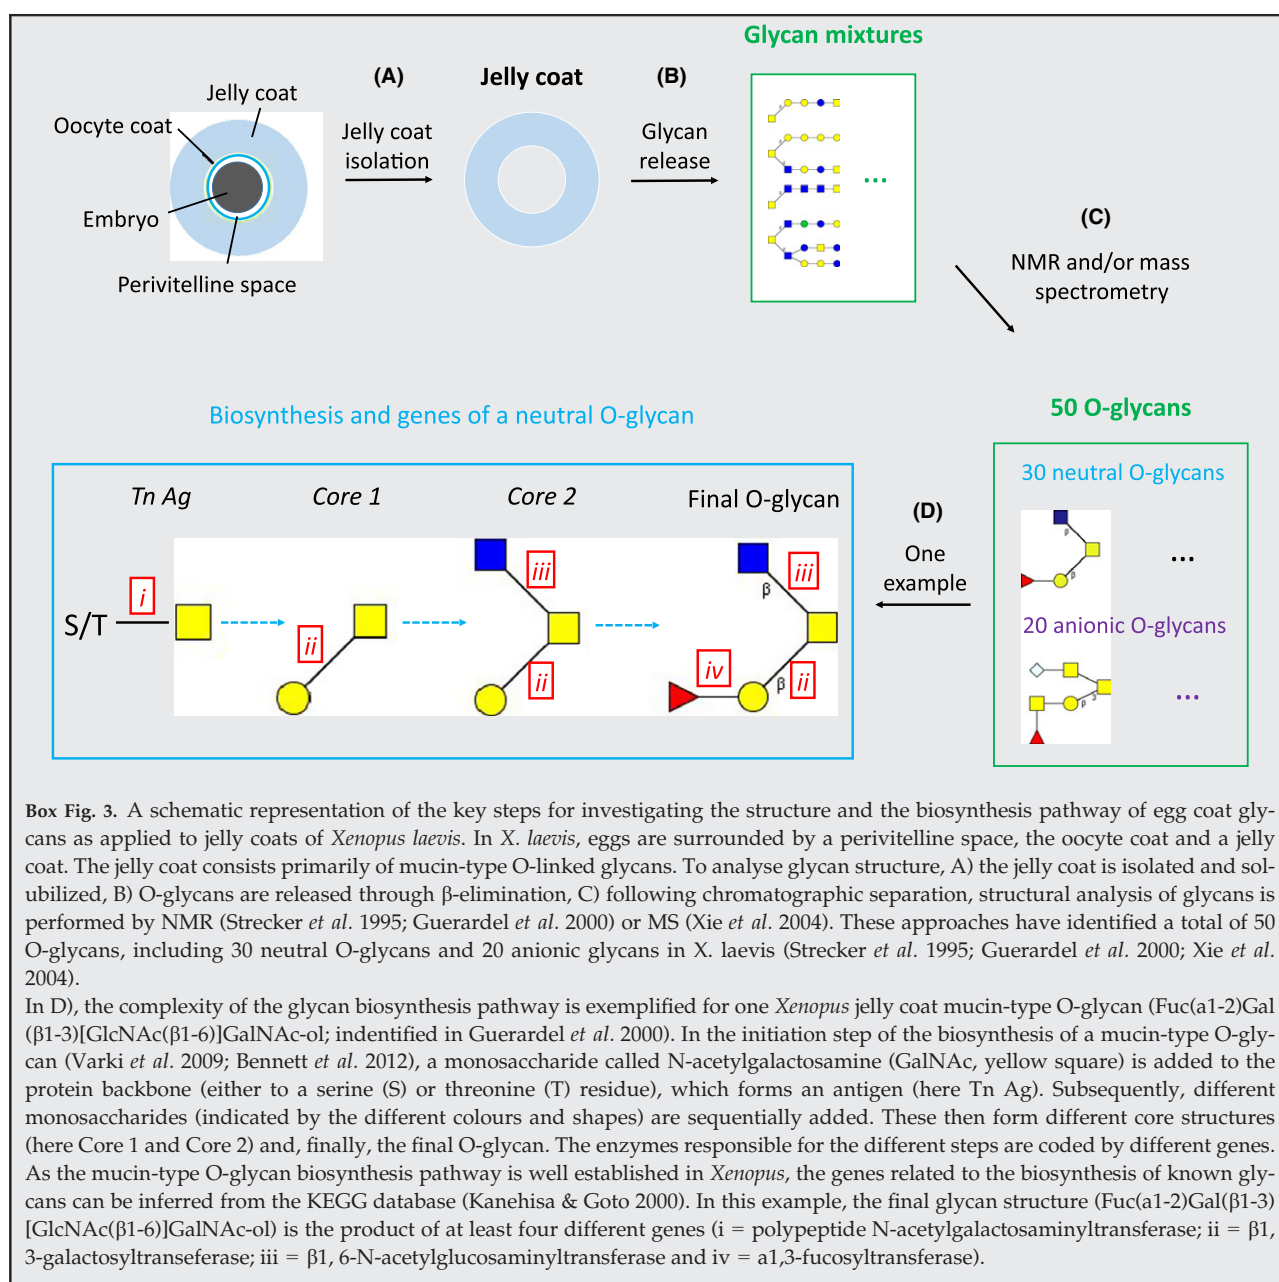 Glycan mixtures
(A)
Jelly coat
(B)
Jelly coat
Oocyte coat
Embryo
Perivitelline space
Jelly coat
isolation
Glycan
release
...
(C)
NMR and/or mass
spectrometry
Biosynthesis and genes of a neutral O-glycan
50 O-glycans
30 neutral O-glycans
β
β
...
20 anionic O-glycans
β
3
...
(D)
One
example
Tn Ag
Core 1
Core 2
Final O-glycan
S/T
i
ii
iii
ii
iii
β
iv
β
ii
Box Fig. 3. A schematic representation of the key steps for investigating the structure and the biosynthesis pathway of egg coat gly-
cans as applied to jelly coats of Xenopus laevis. In X. laevis, eggs are surrounded by a perivitelline space, the oocyte coat and a jelly
coat. The jelly coat consists primarily of mucin-type O-linked glycans. To analyse glycan structure, A) the jelly coat is isolated and sol-
ubilized, B) O-glycans are released through β-elimination, C) following chromatographic separation, structural analysis of glycans is
performed by NMR (Strecker et al. 1995; Guerardel et al. 2000) or MS (Xie et al. 2004). These approaches have identified a total of 50
O-glycans, including 30 neutral O-glycans and 20 anionic glycans in X. laevis (Strecker et al. 1995; Guerardel et al. 2000; Xie et al.
2004).
In D), the complexity of the glycan biosynthesis pathway is exemplified for one Xenopus jelly coat mucin-type O-glycan (Fuc(a1-2)Gal
(β1-3)[GlcNAc(β1-6)]GalNAc-ol; indentified in Guerardel et al. 2000). In the initiation step of the biosynthesis of a mucin-type O-gly-
can (Varki et al. 2009; Bennett et al. 2012), a monosaccharide called N-acetylgalactosamine (GalNAc, yellow square) is added to the
protein backbone (either to a serine (S) or threonine (T) residue), which forms an antigen (here Tn Ag). Subsequently, different
monosaccharides (indicated by the different colours and shapes) are sequentially added. These then form different core structures
(here Core 1 and Core 2) and, finally, the final O-glycan. The enzymes responsible for the different steps are coded by different genes.
As the mucin-type O-glycan biosynthesis pathway is well established in Xenopus, the genes related to the biosynthesis of known gly-
cans can be inferred from the KEGG database (Kanehisa & Goto 2000). In this example, the final glycan structure (Fuc(a1-2)Gal(β1-3)
[GlcNAc(β1-6)]GalNAc-ol) is the product of at least four different genes (i = polypeptide N-acetylgalactosaminyltransferase; ii = β1,
3-galactosyltranseferase; iii = β1, 6-N-acetylglucosaminyltransferase and iv = a1,3-fucosyltransferase).